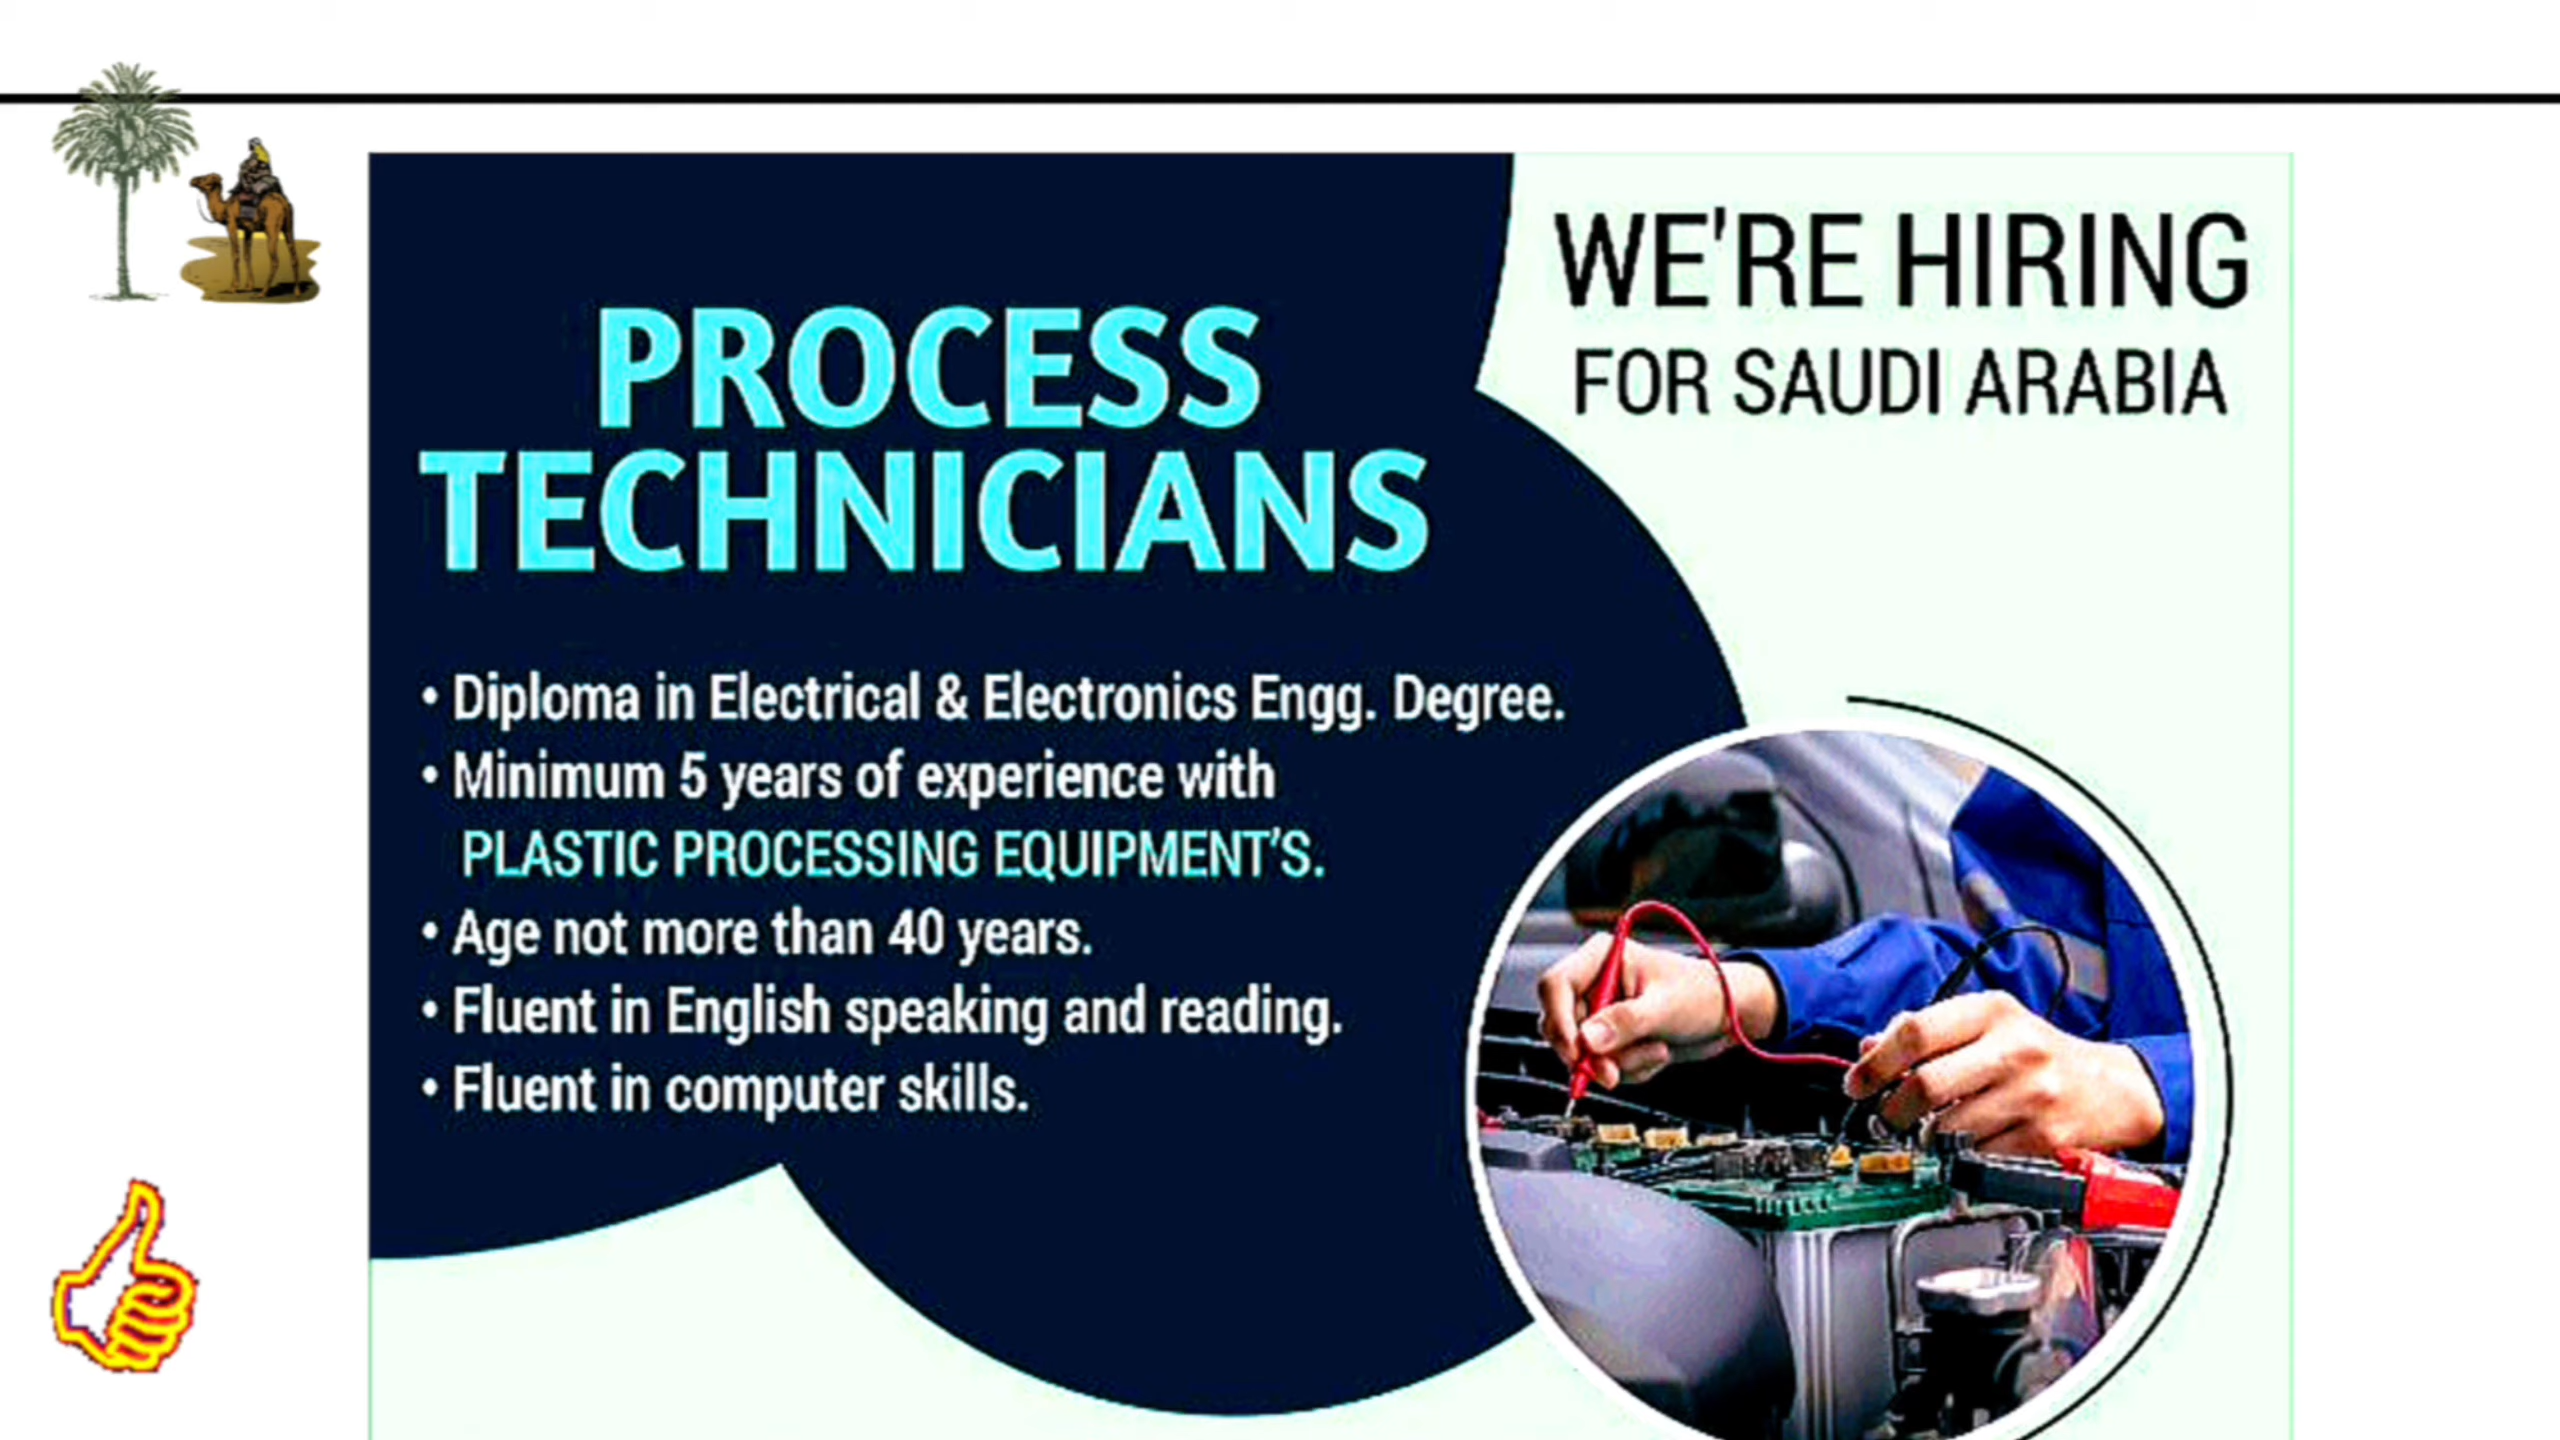 PROCESS
TECHNICIANS
WE'RE HIRING
FOR SAUDI ARABIA
• Diploma in Electrical & Electronics Engg. Degree.
• Minimum 5 years of experience with
PLASTIC PROCESSING EQUIPMENT'S.
• Age not more than 40 years.
• Fluent in English speaking and reading.
• Fluent in computer skills.